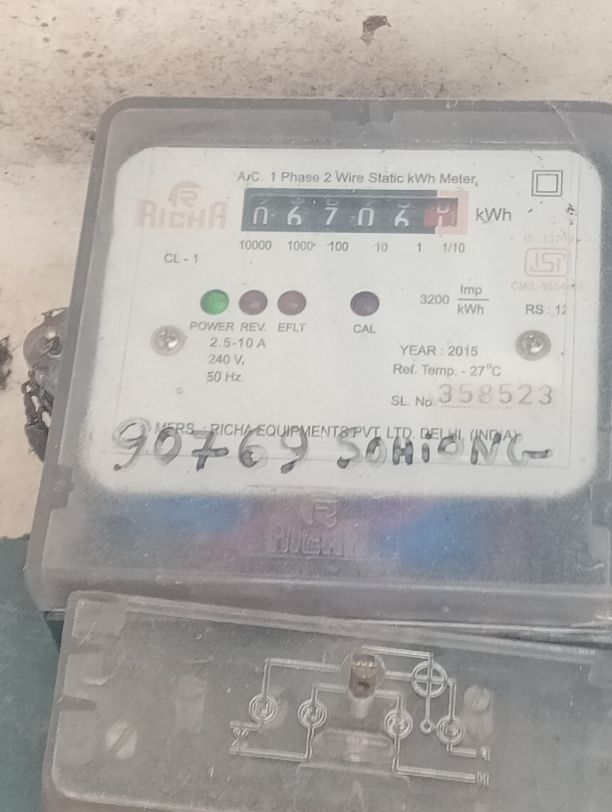 A.C. 1 Phase 2 Wire Static kWh Meter,
RICHA
0 6 7 0 6 kWh
10000 1000 100 10 1 1/10
CL - 1
3200 Imp
kWh
RS : 12
POWER REV. EFLT CAL
2.5-10 A
240 V.
50 Hz.
YEAR : 2015
Ref. Temp. - 27°C
SL. No. 358523
MFRS. : RICHA EQUIPMENTS PVT. LTD. DELHI, (INDIA)
90769 SOHIONG
RICHA